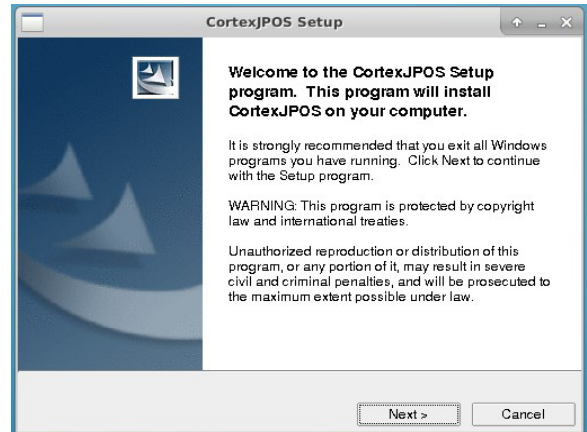 CortexJPOS Setup
Welcome to the CortexJPOS Setup
program. This program will install
CortexJPOS on your computer.
It is strongly recommended that you exit all Windows
programs you have running. Click Next to continue
with the Setup program.
WARNING: This program is protected by copyright
law and international treaties.
Unauthorized reproduction or distribution of this
program, or any portion of it, may result in severe
civil and criminal penalties, and will be prosecuted to
the maximum extent possible under law.
Next >
Cancel